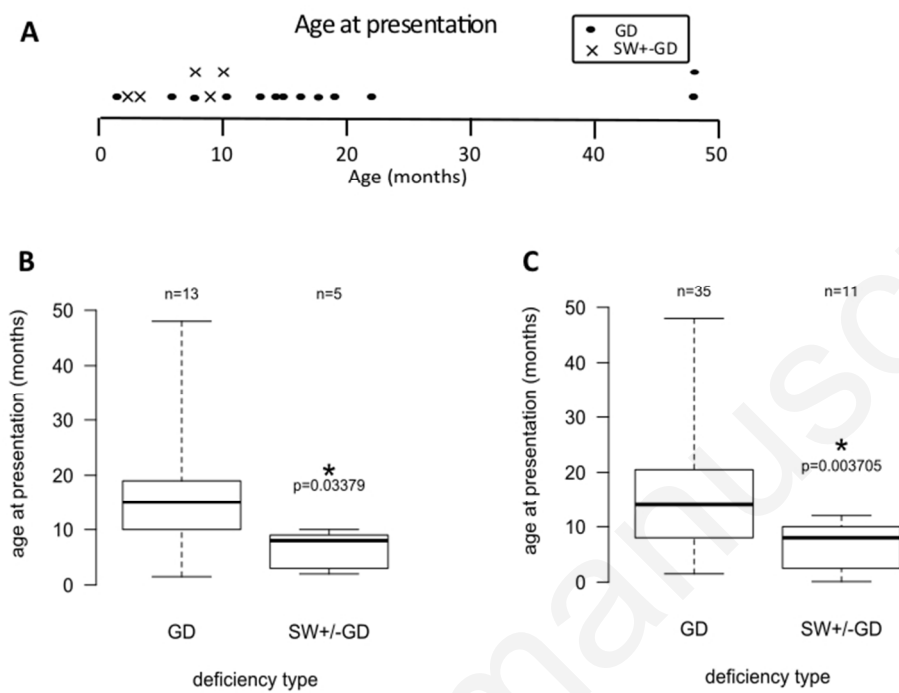 A
Age at presentation
GD
SW+-GD
0 10 20 30 40 50
Age (months)
B
n=13 n=5
50
40
30
20
10
0
age at presentation (months)
p=0.03379
*
GD SW+/-GD
deficiency type
C
n=35 n=11
50
40
30
20
10
0
age at presentation (months)
*
p=0.003705
GD SW+/-GD
deficiency type
manusc